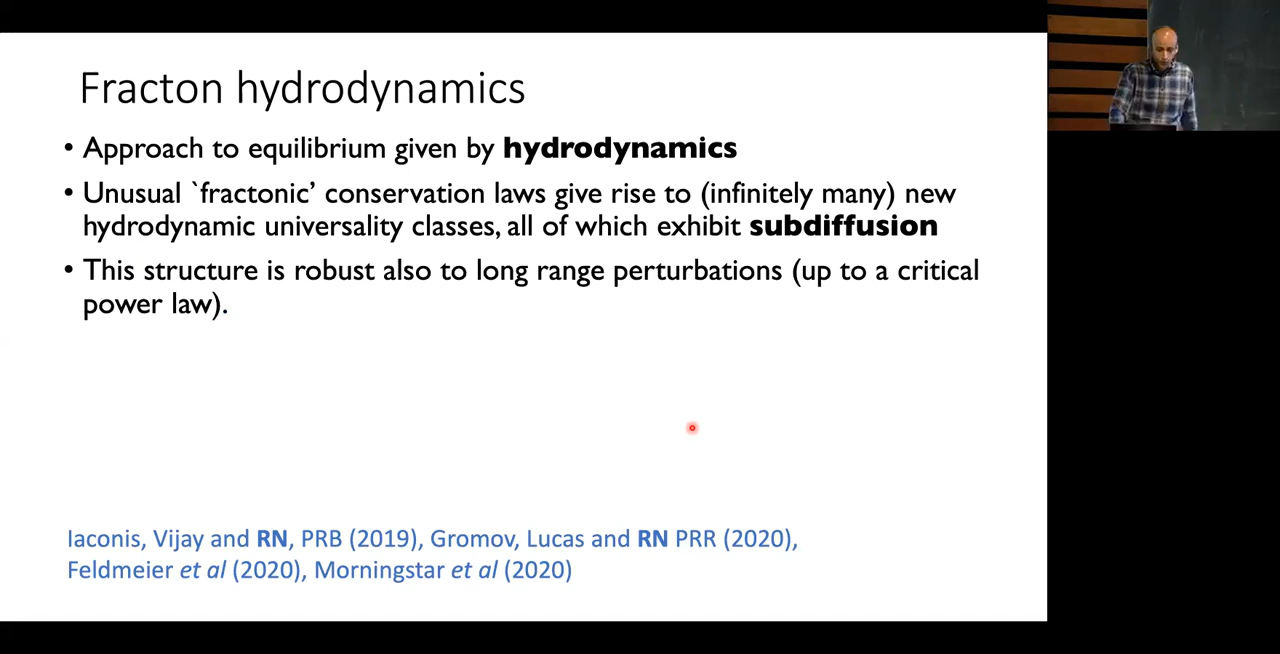 Fracton hydrodynamics
• Approach to equilibrium given by hydrodynamics
• Unusual `fractonic’ conservation laws give rise to (infinitely many) new
hydrodynamic universality classes, all of which exhibit subdiffusion
• This structure is robust also to long range perturbations (up to a critical
power law).
Iaconis, Vijay and RN, PRB (2019), Gromov, Lucas and RN PRR (2020),
Feldmeier et al (2020), Morningstar et al (2020)